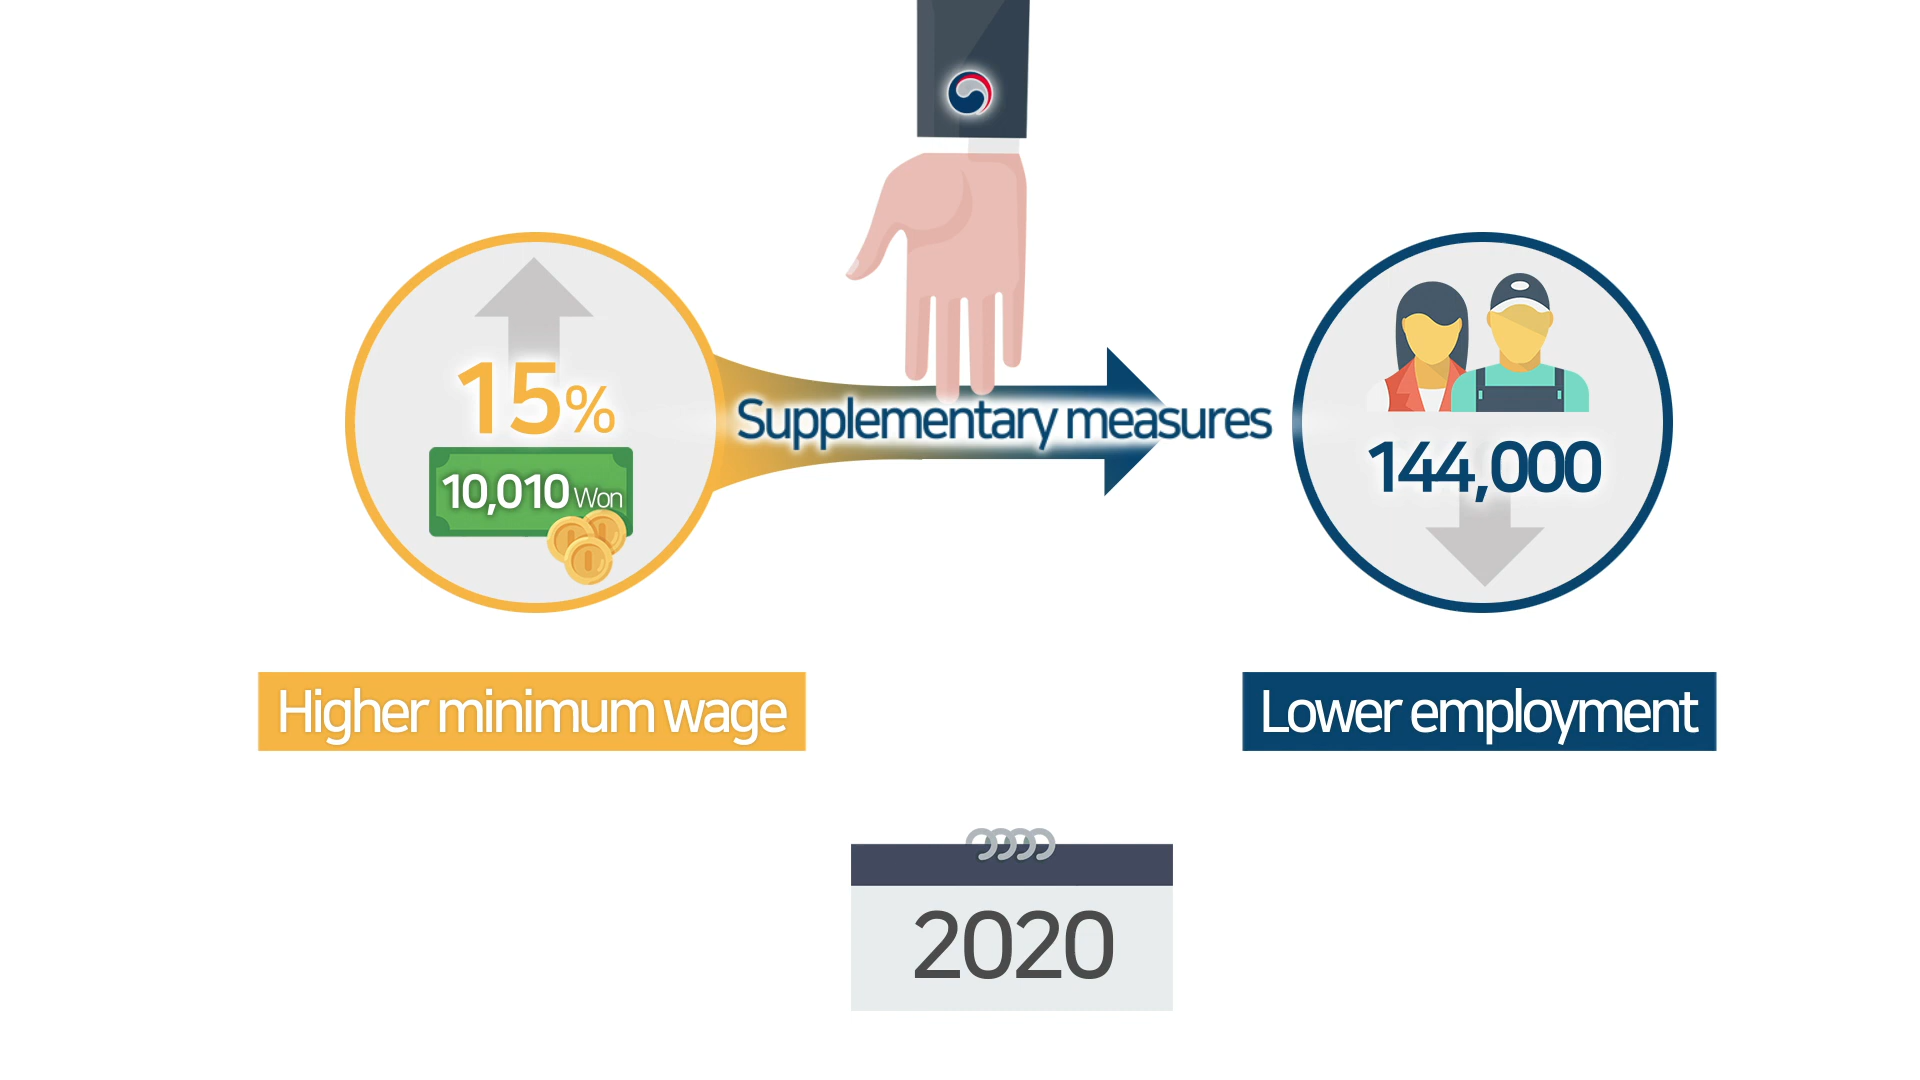 15%
10,010 Won
Supplementary measures
144,000
Higher minimum wage
Lower employment
2020